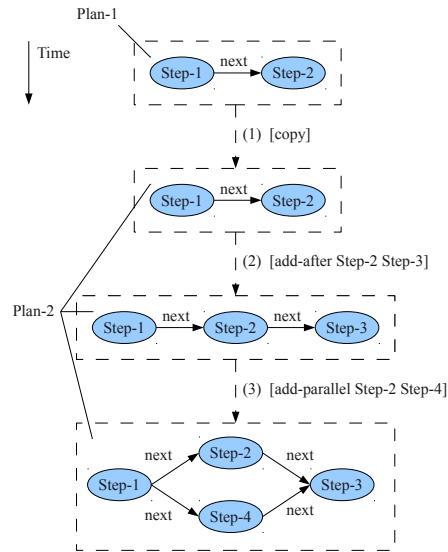 Plan-1
Time
Step-1 next Step-2
(1) [copy]
Step-1 next Step-2
(2) [add-after Step-2 Step-3]
Plan-2
Step-1 next Step-2 next Step-3
(3) [add-parallel Step-2 Step-4]
next Step-2 next
Step-1 Step-3
next Step-4 next